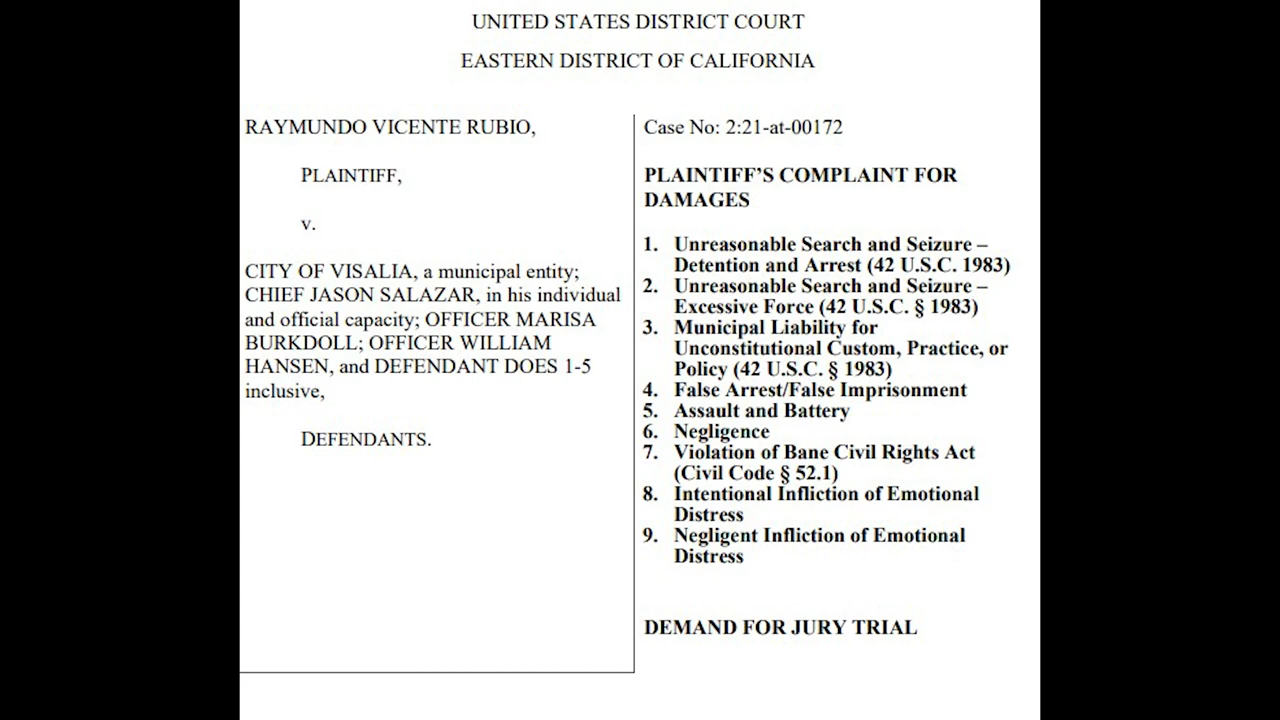 UNITED STATES DISTRICT COURT
EASTERN DISTRICT OF CALIFORNIA
RAYMUNDO VICENTE RUBIO,
PLAINTIFF,
v.
CITY OF VISALIA, a municipal entity;
CHIEF JASON SALAZAR, in his individual
and official capacity; OFFICER MARISA
BURKDOLL; OFFICER WILLIAM
HANSEN, and DEFENDANT DOES 1-5
inclusive,
DEFENDANTS.
Case No: 2:21-at-00172
PLAINTIFF'S COMPLAINT FOR
DAMAGES
1. Unreasonable Search and Seizure –
Detention and Arrest (42 U.S.C. 1983)
2. Unreasonable Search and Seizure –
Excessive Force (42 U.S.C. § 1983)
3. Municipal Liability for
Unconstitutional Custom, Practice, or
Policy (42 U.S.C. § 1983)
4. False Arrest/False Imprisonment
5. Assault and Battery
6. Negligence
7. Violation of Bane Civil Rights Act
(Civil Code § 52.1)
8. Intentional Infliction of Emotional
Distress
9. Negligent Infliction of Emotional
Distress
DEMAND FOR JURY TRIAL